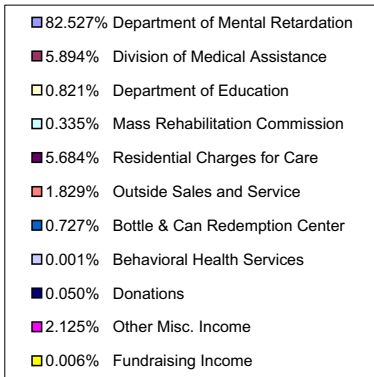 82.527% Department of Mental Retardation
5.894% Division of Medical Assistance
0.821% Department of Education
0.335% Mass Rehabilitation Commission
5.684% Residential Charges for Care
1.829% Outside Sales and Service
0.727% Bottle & Can Redemption Center
0.001% Behavioral Health Services
0.050% Donations
2.125% Other Misc. Income
0.006% Fundraising Income